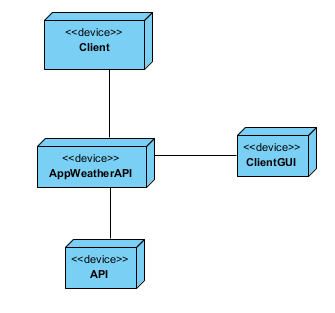 <<device>>
Client
<<device>>
AppWeatherAPI
<<device>>
ClientGUI
<<device>>
API